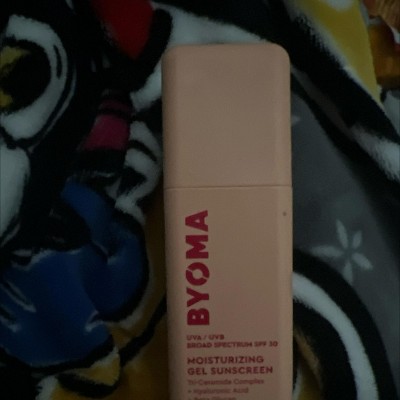 BYOMA
UVA / UVB
BROAD SPECTRUM SPF 30
MOISTURIZING
GEL SUNSCREEN
Tri-Ceramide Complex
+ Hyaluronic Acid